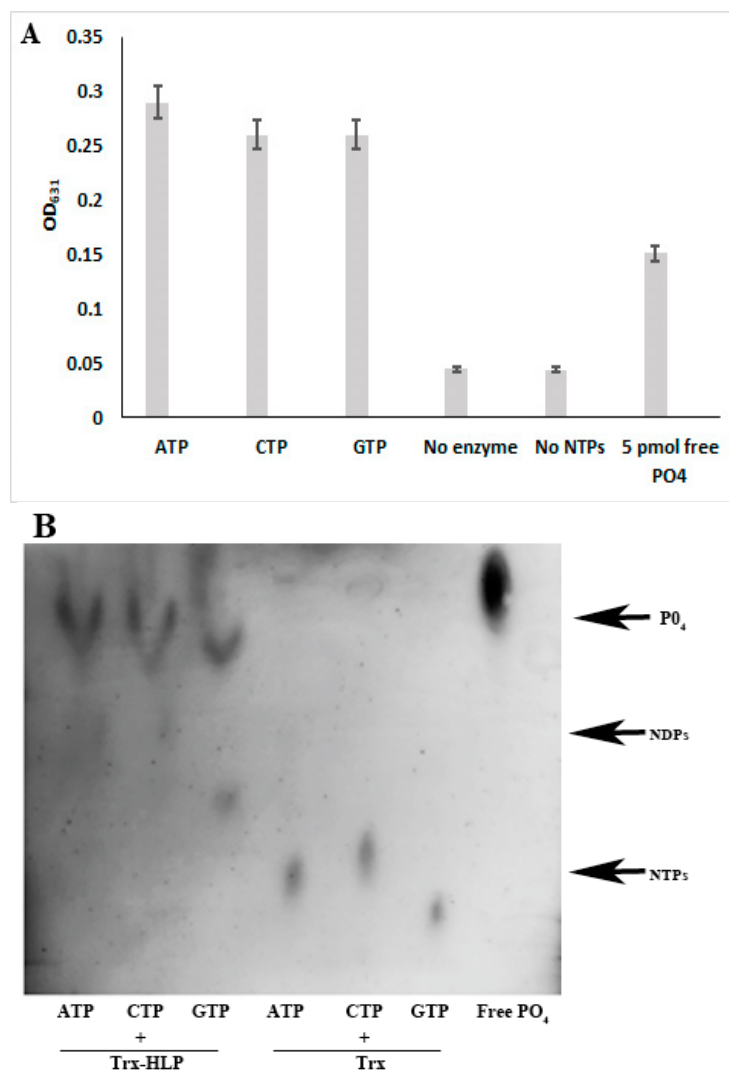 A
0.35
0.3
0.25
0.2
0.15
0.1
0.05
0
OD631
ATP CTP GTP No enzyme No NTPs 5 pmol free
PO4
B
P04
NDPs
NTPs
ATP CTP GTP ATP CTP GTP Free PO4
+ +
Trx-HLP Trx